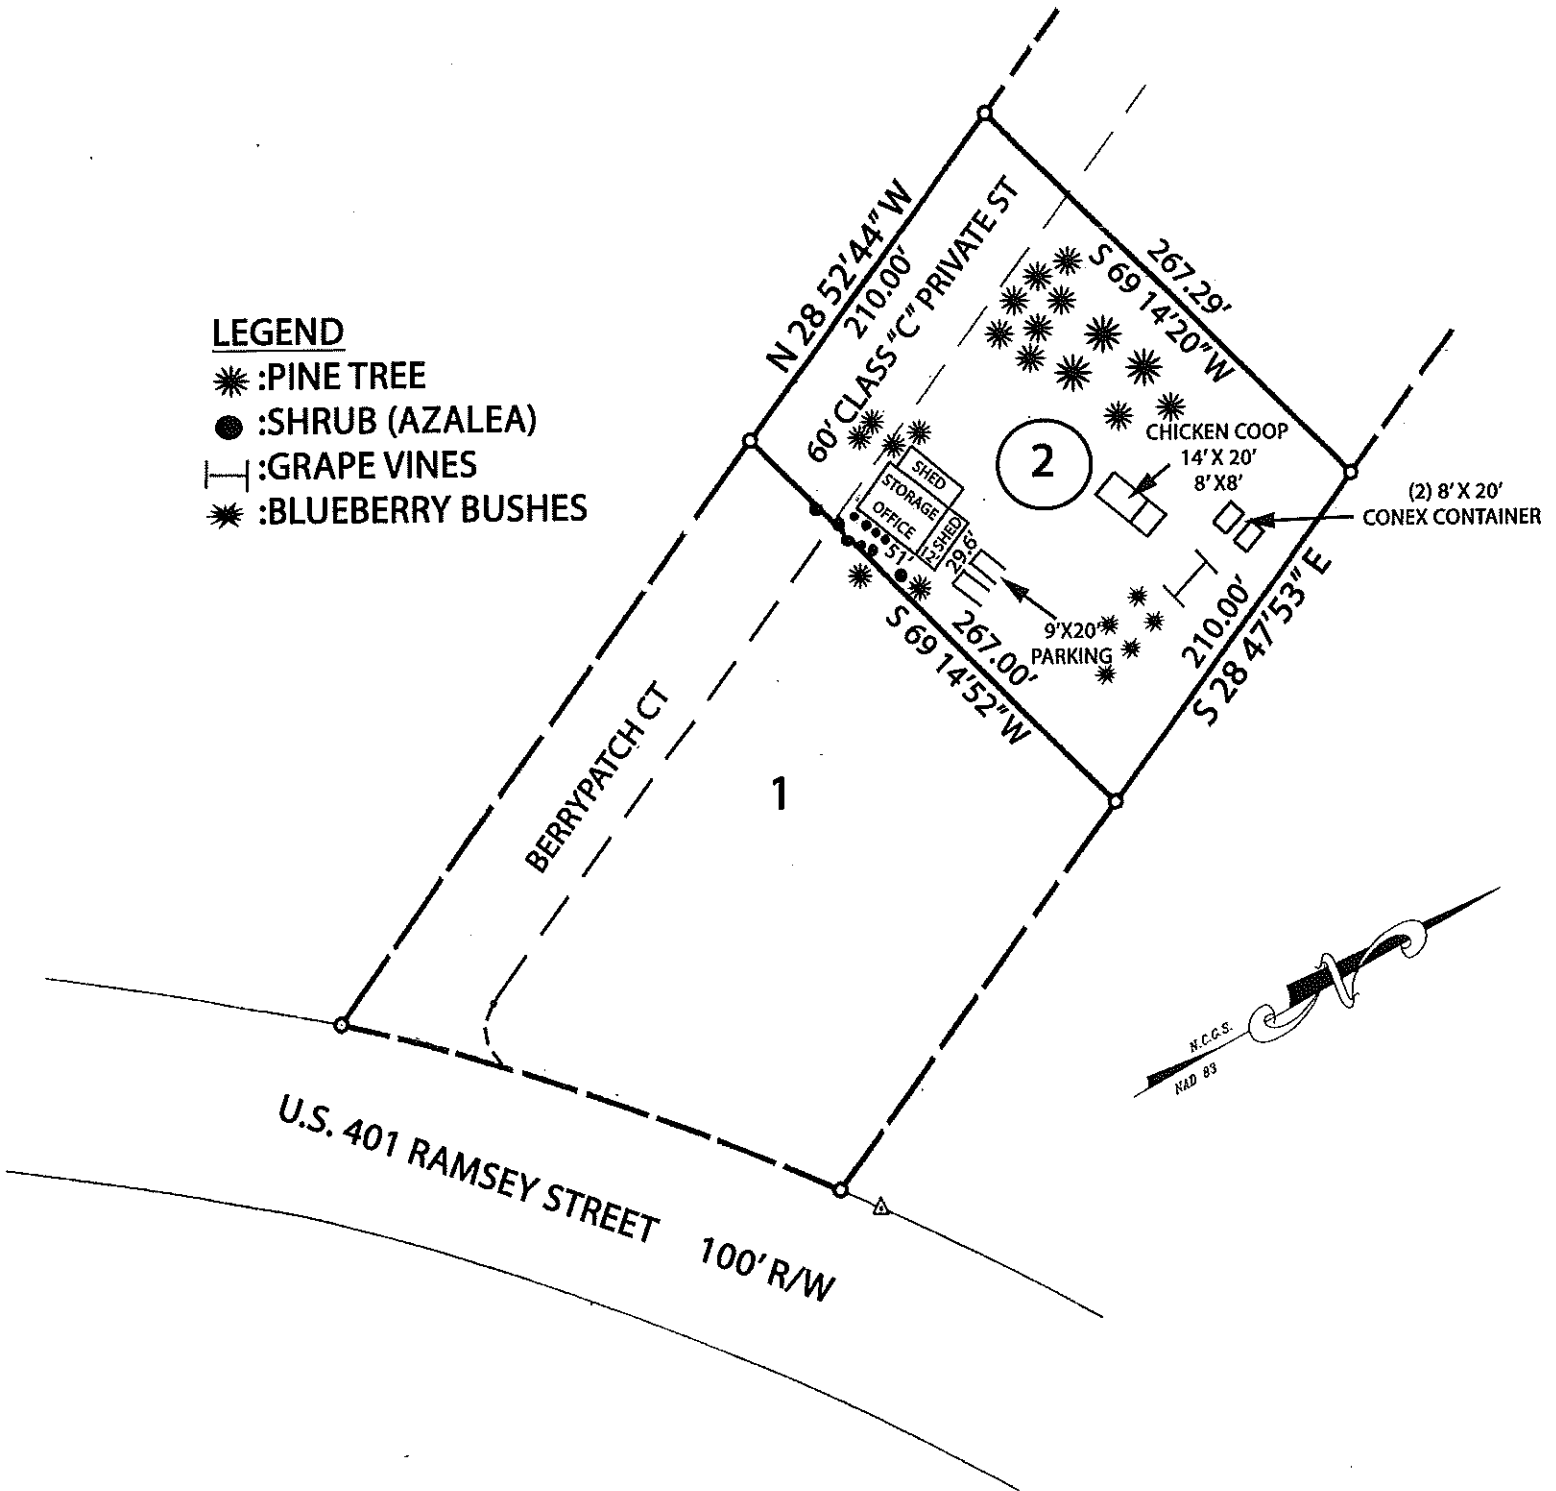 LEGEND
:PINE TREE
:SHRUB (AZALEA)
:GRAPE VINES
:BLUEBERRY BUSHES
N 28 52'44" W
210.00'
60' CLASS "C" PRIVATE ST
267.29'
S 69 14'20" W
2
CHICKEN COOP
14' X 20'
8' X8'
(2) 8' X 20'
CONEX CONTAINER
SHED
STORAGE
OFFICE
12' SHED
29.6'
51'
9'X20'
PARKING
267.00'
S 69 14'52" W
210.00'
S 28 47'53" E
BERRYPATCH CT
1
N
N.C.G.S.
NAD 83
U.S. 401 RAMSEY STREET 100' R/W